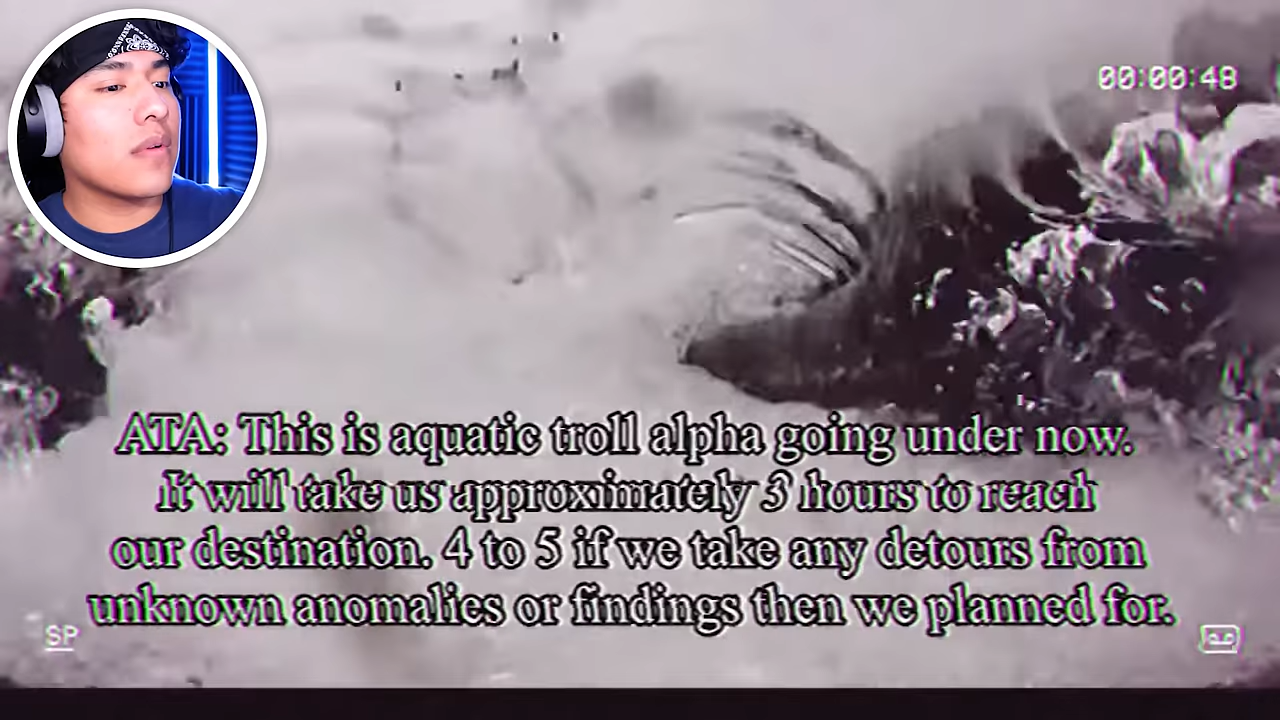 00:00:48
ATA: This is aquatic troll alpha going under now.
It will take us approximately 3 hours to reach
our destination. 4 to 5 if we take any detours from
unknown anomalies or findings then we planned for.
SP